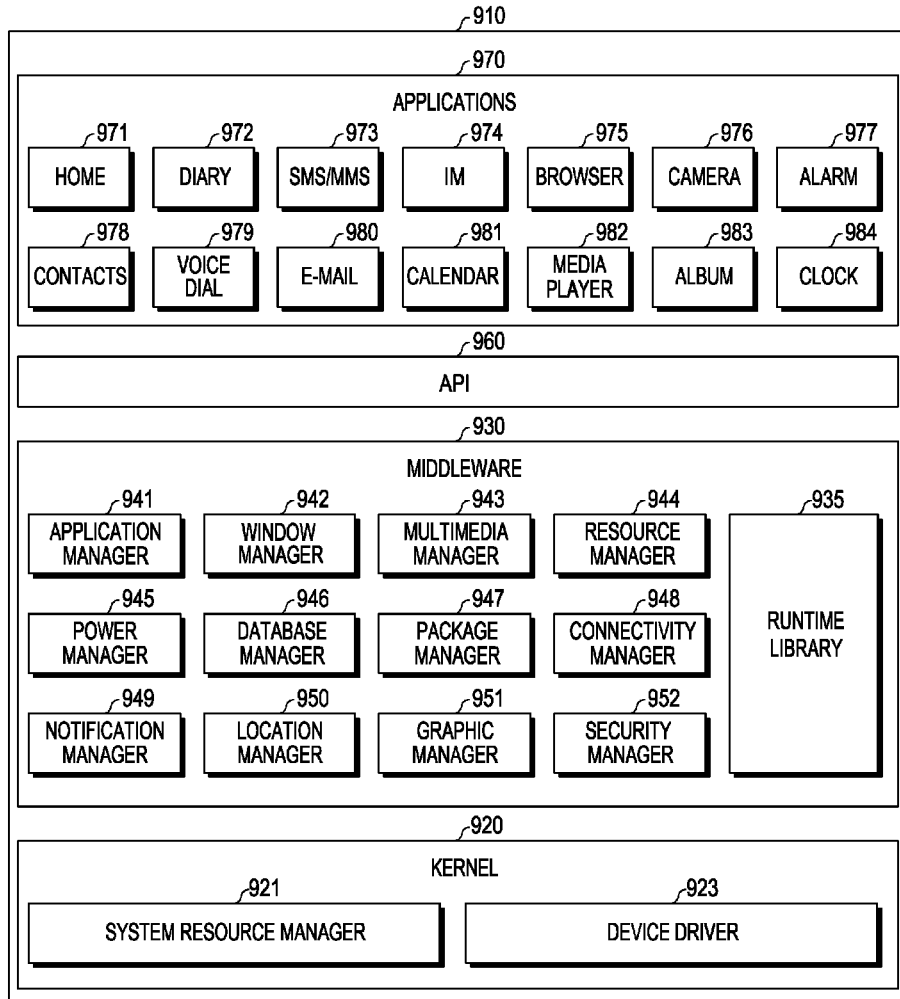 910
970
APPLICATIONS
971 972 973 974 975 976 977
HOME DIARY SMS/MMS IM BROWSER CAMERA ALARM
978 979 980 981 982 983 984
CONTACTS VOICE DIAL E-MAIL CALENDAR MEDIA PLAYER ALBUM CLOCK
960
API
930
MIDDLEWARE
941 942 943 944 935
APPLICATION MANAGER WINDOW MANAGER MULTIMEDIA MANAGER RESOURCE MANAGER
945 946 947 948
POWER MANAGER DATABASE MANAGER PACKAGE MANAGER CONNECTIVITY MANAGER RUNTIME LIBRARY
949 950 951 952
NOTIFICATION MANAGER LOCATION MANAGER GRAPHIC MANAGER SECURITY MANAGER
920
KERNEL
921 923
SYSTEM RESOURCE MANAGER DEVICE DRIVER